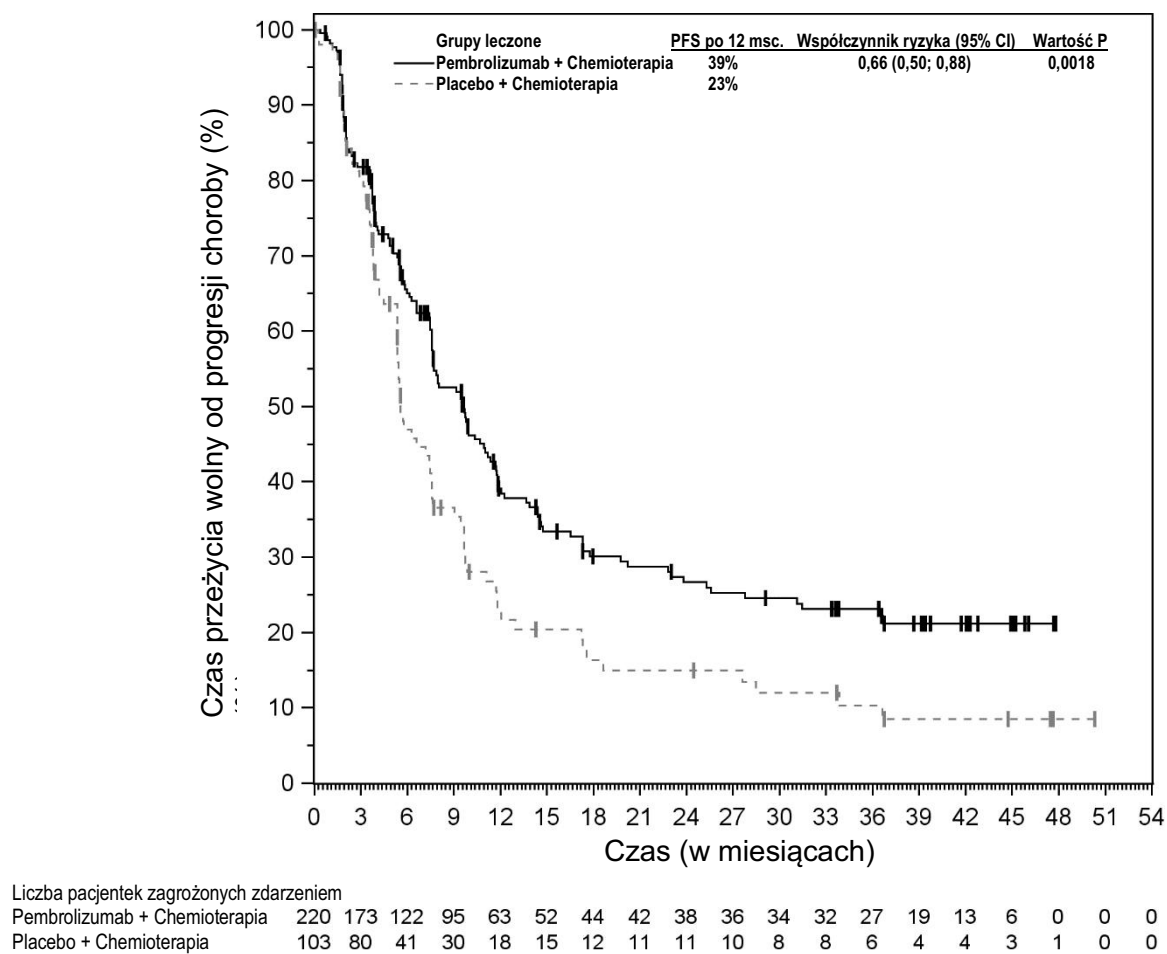 Grupy leczone PFS po 12 msc. Współczynnik ryzyka (95% CI) Wartość P
Pembrolizumab + Chemioterapia 39% 0,66 (0,50; 0,88) 0,0018
Placebo + Chemioterapia 23%
Czas przeżycia wolny od progresji choroby (%)
100
90
80
70
60
50
40
30
20
10
0
0 3 6 9 12 15 18 21 24 27 30 33 36 39 42 45 48 51 54
Czas (w miesiącach)
Liczba pacjentek zagrożonych zdarzeniem
Pembrolizumab + Chemioterapia 220 173 122 95 63 52 44 42 38 36 34 32 27 19 13 6 0 0 0
Placebo + Chemioterapia 103 80 41 30 18 15 12 11 11 10 8 8 6 4 4 3 1 0 0